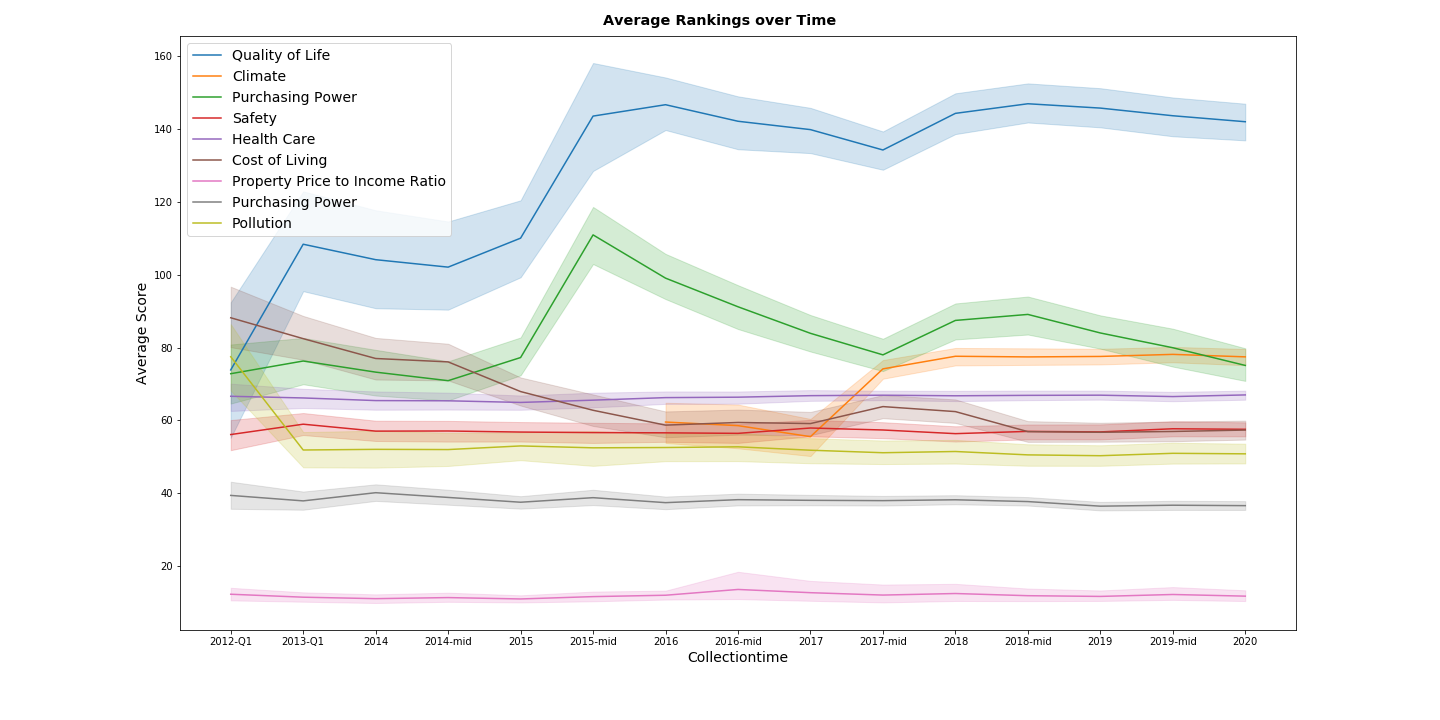 Average Rankings over Time
Quality of Life
Climate
Purchasing Power
Safety
Health Care
Cost of Living
Property Price to Income Ratio
Purchasing Power
Pollution
Average Score
160
140
120
100
80
60
40
20
2012-Q1 2013-Q1 2014 2014-mid 2015 2015-mid 2016 2016-mid 2017 2017-mid 2018 2018-mid 2019 2019-mid 2020
Collectiontime